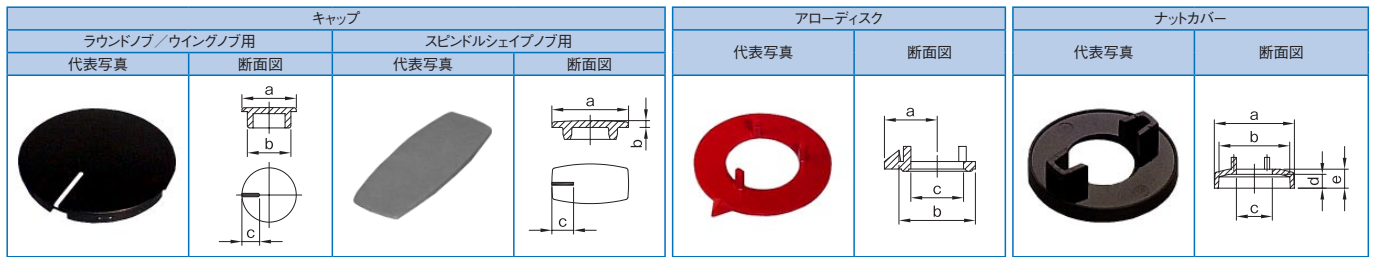 キャップ
ラウンドノブ／ウイングノブ用
スピンドルシェイプノブ用
代表写真
断面図
代表写真
断面図
a
b
c
a
b
c
アローディスク
代表写真
断面図
a
c
b
ナットカバー
代表写真
断面図
a
b
c
d
e